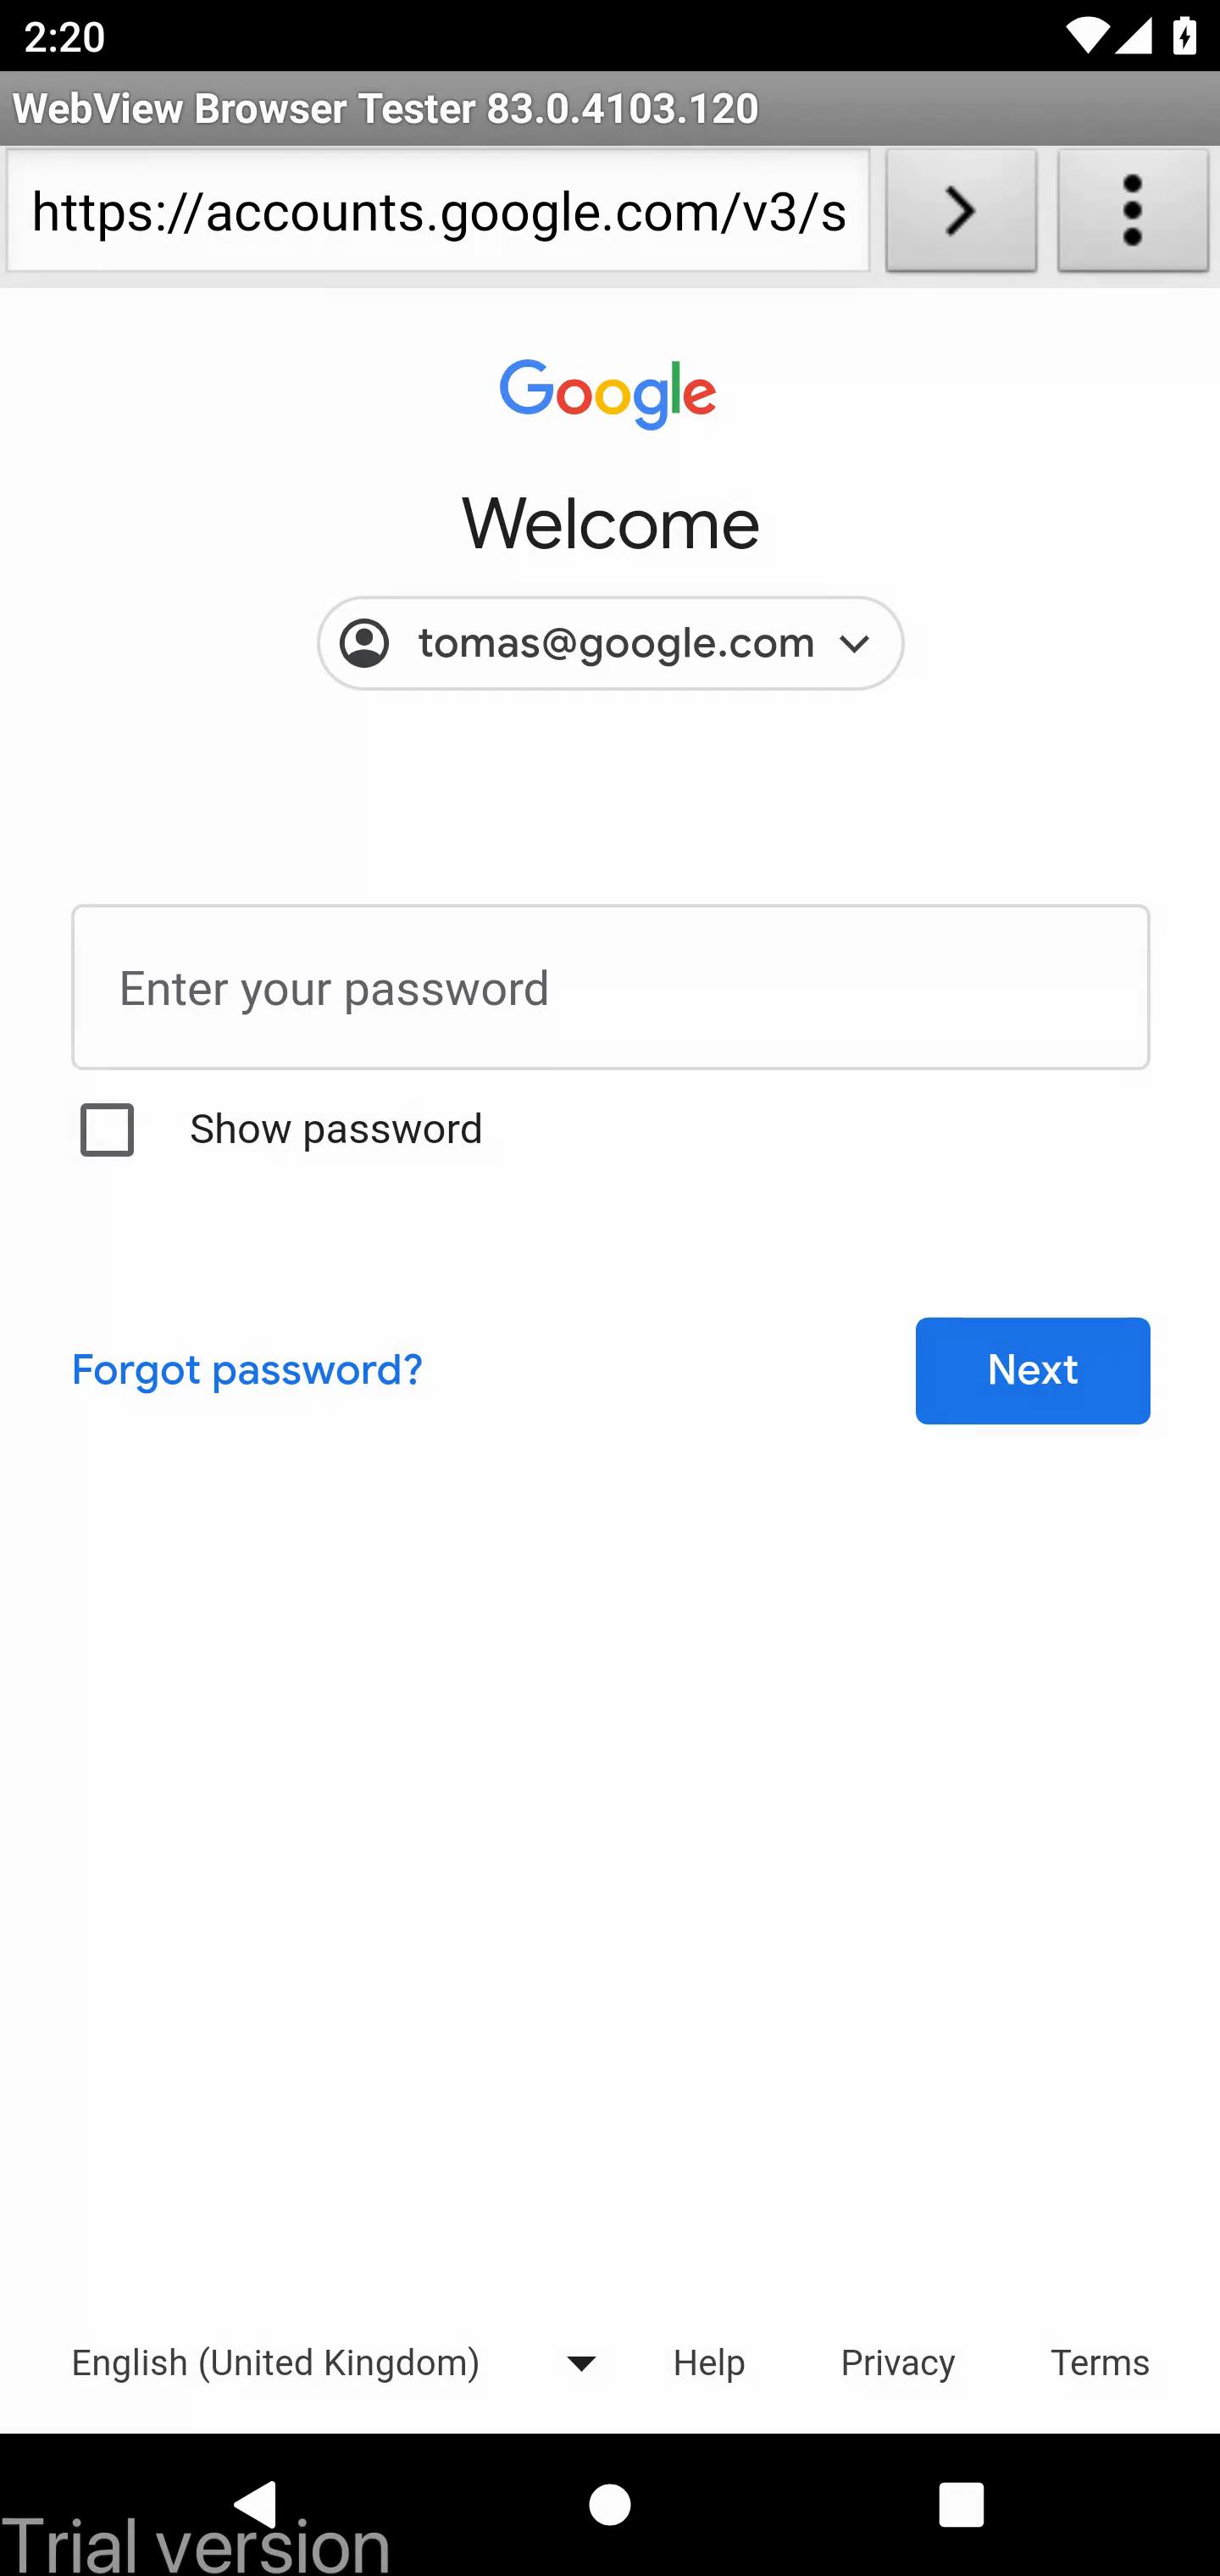 2:20
WebView Browser Tester 83.0.4103.120
https://accounts.google.com/v3/s
Google
Welcome
tomas@google.com
Enter your password
Show password
Forgot password?
Next
English (United Kingdom)
Help
Privacy
Terms
Trial version